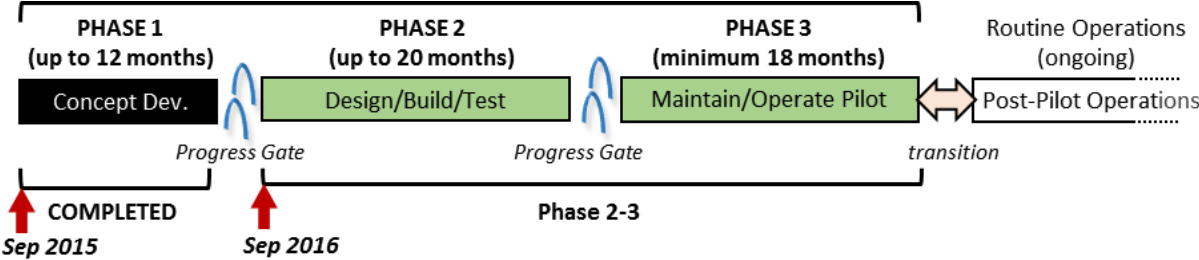 PHASE 1
(up to 12 months)
PHASE 2
(up to 20 months)
PHASE 3
(minimum 18 months)
Routine Operations
(ongoing)
Concept Dev.
Design/Build/Test
Maintain/Operate Pilot
Post-Pilot Operations
Progress Gate
Progress Gate
transition
COMPLETED
Phase 2-3
Sep 2015
Sep 2016